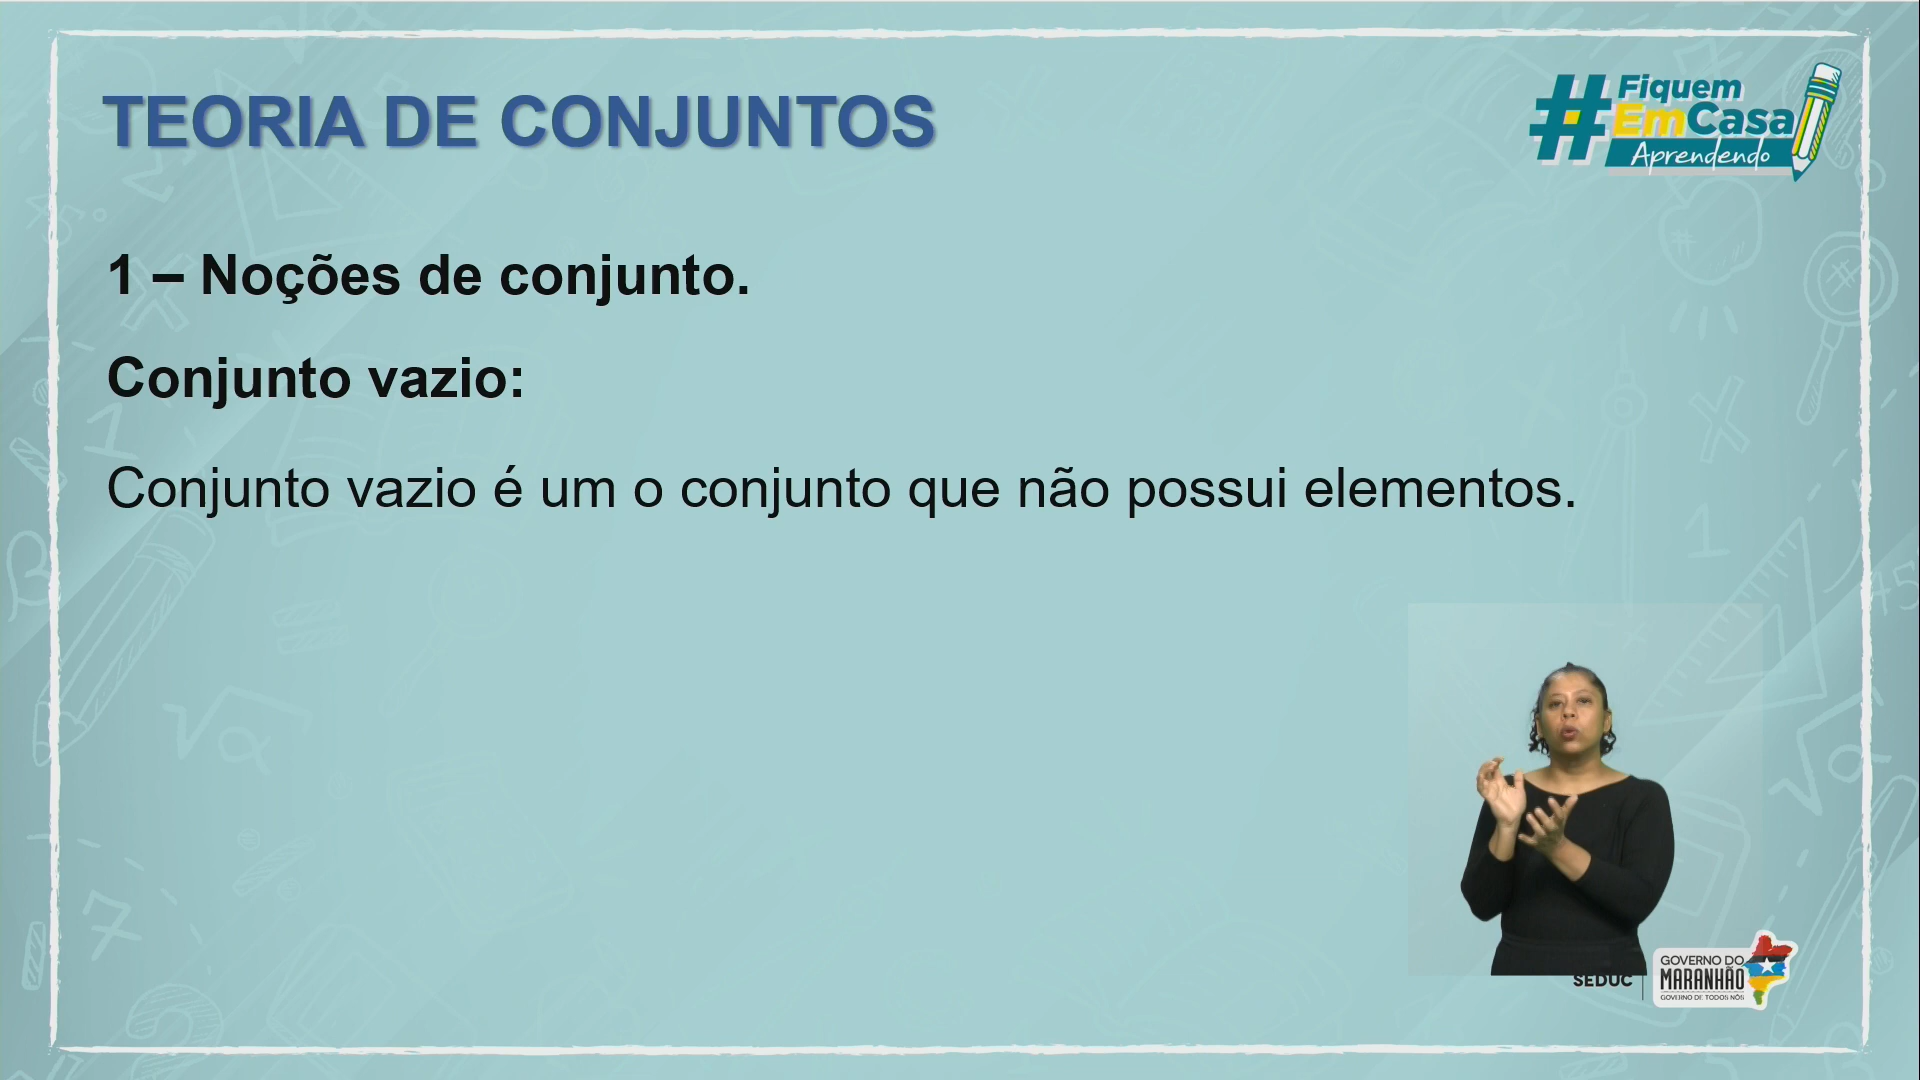 TEORIA DE CONJUNTOS
#Fiquem
EmCasa
Aprendendo
1 – Noções de conjunto.
Conjunto vazio:
Conjunto vazio é um o conjunto que não possui elementos.
SEDUC
GOVERNO DO
MARANHÃO
GOVERNO DE TODOS NÓS